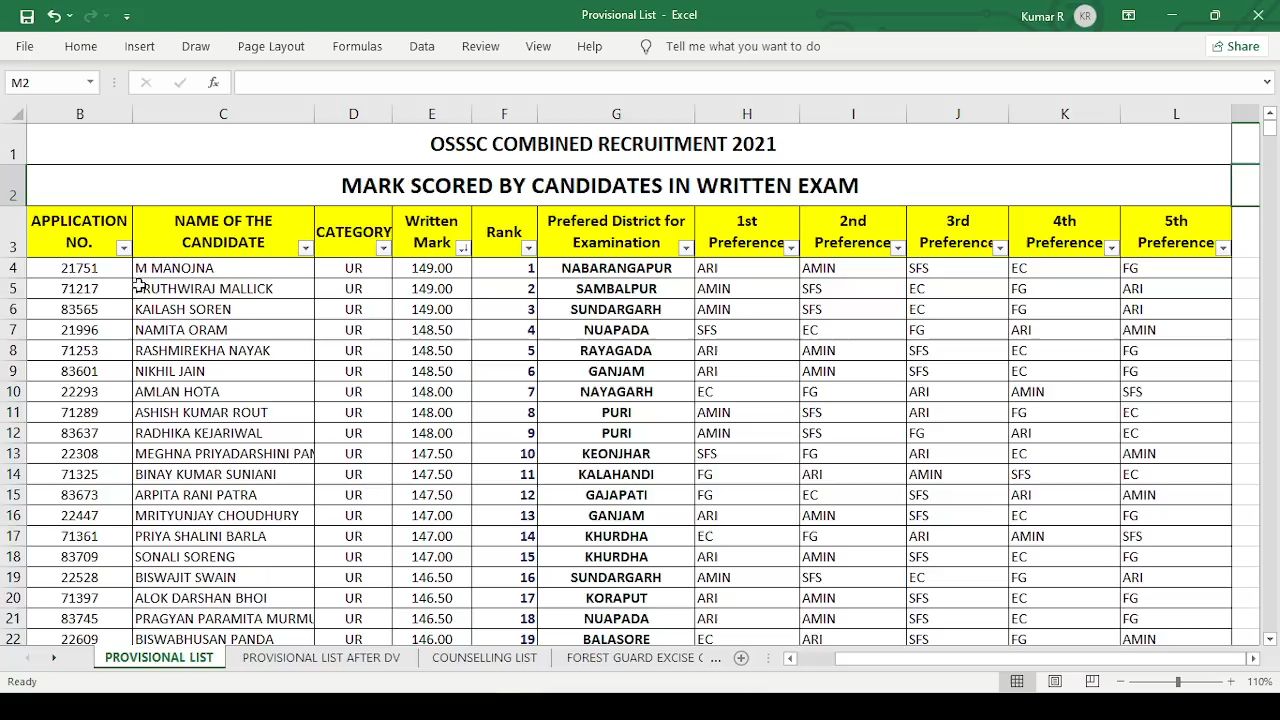 Provisional List - Excel
Kumar R KR
File Home Insert Draw Page Layout Formulas Data Review View Help Tell me what you want to do Share
M2 fx
B C D E F G H I J K L
1 OSSSC COMBINED RECRUITMENT 2021
2 MARK SCORED BY CANDIDATES IN WRITTEN EXAM
3 APPLICATION NO. NAME OF THE CANDIDATE CATEGORY Written Mark Rank Prefered District for Examination 1st Preference 2nd Preference 3rd Preference 4th Preference 5th Preference
4 21751 M MANOJNA UR 149.00 1 NABARANGAPUR ARI AMIN SFS EC FG
5 71217 RUTHWIRAJ MALLICK UR 149.00 2 SAMBALPUR AMIN SFS EC FG ARI
6 83565 KAILASH SOREN UR 149.00 3 SUNDARGARH AMIN SFS EC FG ARI
7 21996 NAMITA ORAM UR 148.50 4 NUAPADA SFS EC FG ARI AMIN
8 71253 RASHMIREKHA NAYAK UR 148.50 5 RAYAGADA ARI AMIN SFS EC FG
9 83601 NIKHIL JAIN UR 148.50 6 GANJAM ARI AMIN SFS EC FG
10 22293 AMLAN HOTA UR 148.00 7 NAYAGARH EC FG ARI AMIN SFS
11 71289 ASHISH KUMAR ROUT UR 148.00 8 PURI AMIN SFS ARI FG EC
12 83637 RADHIKA KEJARIWAL UR 148.00 9 PURI AMIN SFS FG ARI EC
13 22308 MEGHNA PRIYADARSHINI PAN UR 147.50 10 KEONJHAR SFS FG ARI EC AMIN
14 71325 BINAY KUMAR SUNIANI UR 147.50 11 KALAHANDI FG ARI AMIN SFS EC
15 83673 ARPITA RANI PATRA UR 147.50 12 GAJAPATI FG EC SFS ARI AMIN
16 22447 MRITYUNJAY CHOUDHURY UR 147.00 13 GANJAM ARI AMIN SFS EC FG
17 71361 PRIYA SHALINI BARLA UR 147.00 14 KHURDHA EC FG ARI AMIN SFS
18 83709 SONALI SORENG UR 147.00 15 KHURDHA ARI AMIN SFS EC FG
19 22528 BISWAJIT SWAIN UR 146.50 16 SUNDARGARH AMIN SFS EC FG ARI
20 71397 ALOK DARSHAN BHOI UR 146.50 17 KORAPUT ARI AMIN SFS EC FG
21 83745 PRAGYAN PARAMITA MURMU UR 146.50 18 NUAPADA ARI AMIN SFS EC FG
22 22609 BISWABHUSAN PANDA UR 146.00 19 BALASORE EC ARI SFS FG AMIN
PROVISIONAL LIST PROVISIONAL LIST AFTER DV COUNSELLING LIST FOREST GUARD EXCISE C ...
Ready 110%